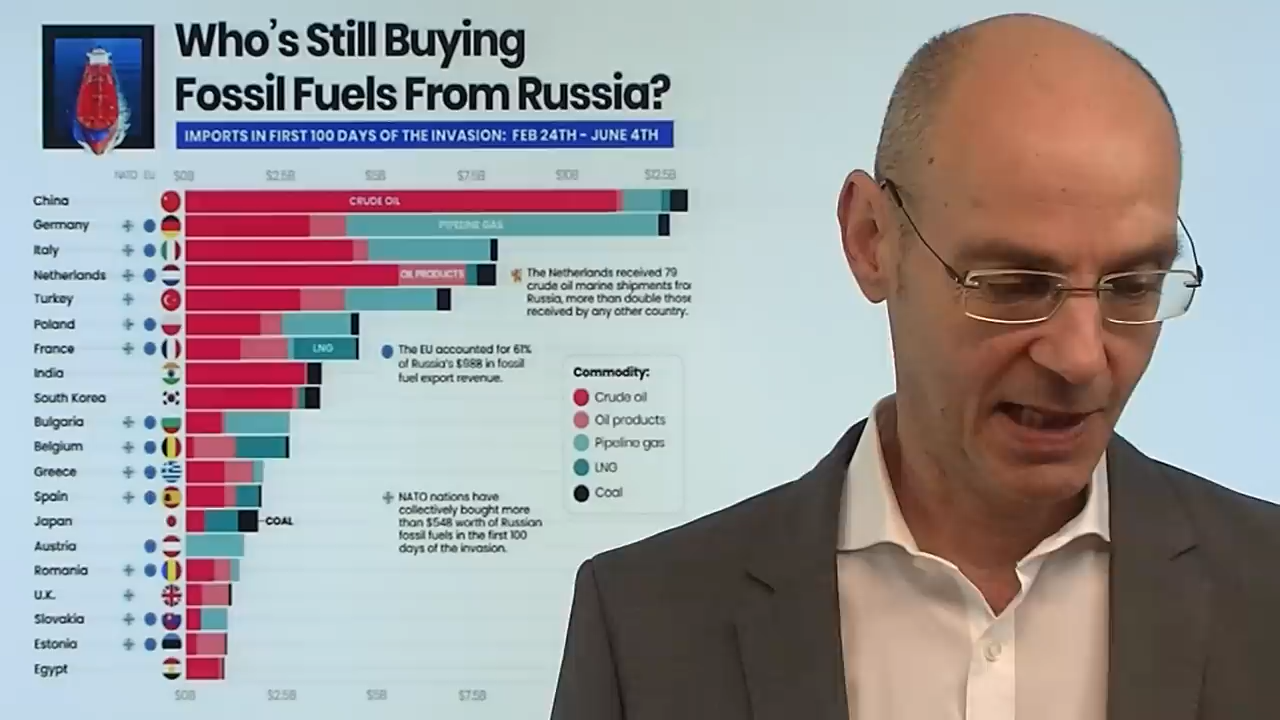 Who's Still Buying
Fossil Fuels From Russia?
IMPORTS IN FIRST 100 DAYS OF THE INVASION: FEB 24TH - JUNE 4TH
NATO EU $0B $2.5B $5B $7.5B $10B $12.5B
China CRUDE OIL
Germany PIPELINE GAS
Italy
Netherlands OIL PRODUCTS
The Netherlands received 79
crude oil marine shipments fro
Russia, more than double those
received by any other country.
Turkey
Poland
France LNG
The EU accounted for 61%
of Russia's $98B in fossil
fuel export revenue.
India
South Korea
Commodity:
Crude oil
Oil products
Pipeline gas
LNG
Coal
Bulgaria
Belgium
Greece
Spain
NATO nations have
collectively bought more
than $54B worth of Russian
fossil fuels in the first 100
days of the invasion.
Japan COAL
Austria
Romania
U.K.
Slovakia
Estonia
Egypt
$0B $2.5B $5B $7.5B